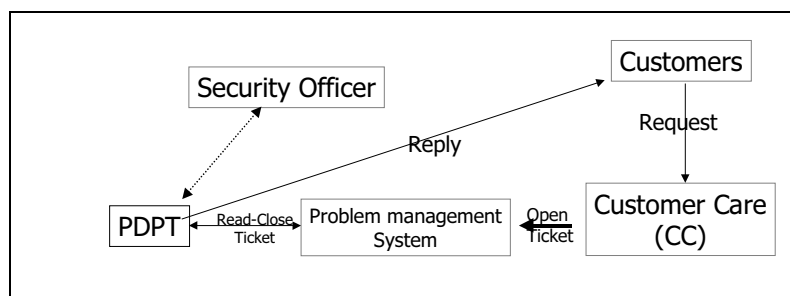 Customers
Security Officer
Request
Reply
Customer Care
(CC)
Problem management
System
Open
Ticket
PDPT
Read-Close
Ticket